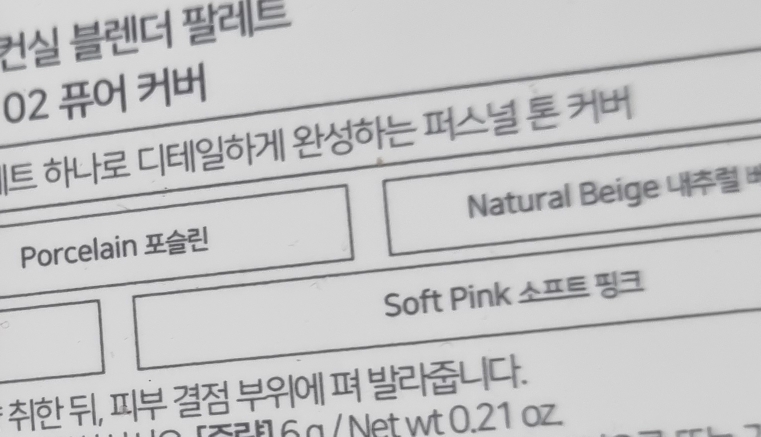 컨실 블렌더 팔레트
02 퓨어 커버
하나로 디테일하게 완성하는 퍼스널 톤 커버
Porcelain 포슬린
Natural Beige 내추럴
Soft Pink 소프트 핑크
취한 뒤, 피부 결점 부위에 펴 발라줍니다.
[중량] 6 g / Net wt 0.21 oz.